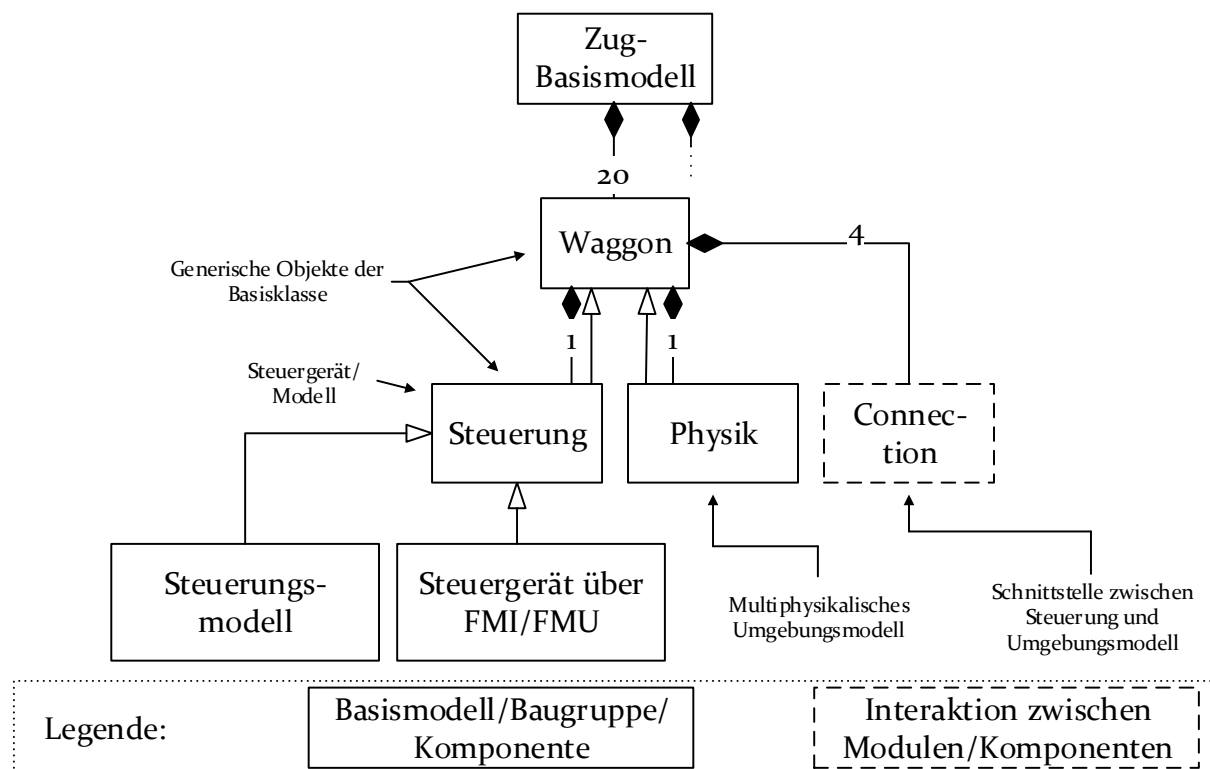 Zug-
Basismodell
20
Waggon
4
Generische Objekte der
Basisklasse
1
1
Steuergerät/
Modell
Steuerung
Physik
Connec-
tion
Steuerungs-
modell
Steuergerät über
FMI/FMU
Multiphysikalisches
Umgebungsmodell
Schnittstelle zwischen
Steuerung und
Umgebungsmodell
Legende:
Basismodell/Baugruppe/
Komponente
Interaktion zwischen
Modulen/Komponenten